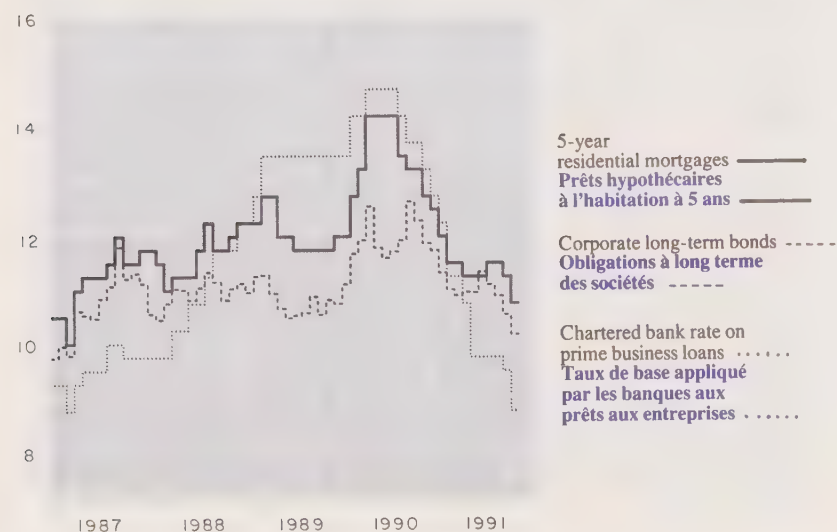 16
14
12
10
8
1987 1988 1989 1990 1991
5-year
residential mortgages
Prêts hypothécaires
à l'habitation à 5 ans
Corporate long-term bonds
Obligations à long terme
des sociétés
Chartered bank rate on
prime business loans
Taux de base appliqué
par les banques aux
prêts aux entreprises